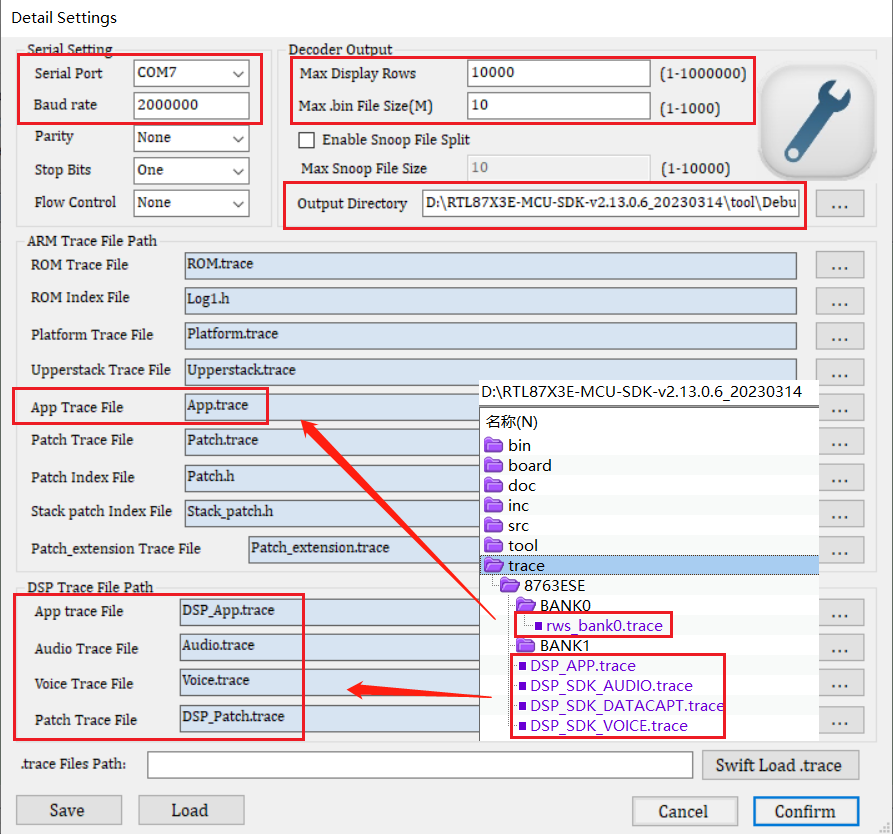 Detail Settings
Serial Setting
Serial Port COM7
Baud rate 2000000
Parity None
Stop Bits One
Flow Control None
Decoder Output
Max Display Rows 10000 (1-1000000)
Max .bin File Size(M) 10 (1-1000)
Enable Snoop File Split
Max Snoop File Size 10 (1-10000)
Output Directory D:\RTL87X3E-MCU-SDK-v2.13.0.6_20230314\tool\Debu ...
ARM Trace File Path
ROM Trace File ROM.trace ...
ROM Index File Log1.h ...
Platform Trace File Platform.trace ...
Upperstack Trace File Upperstack.trace ...
App Trace File App.trace ...
Patch Trace File Patch.trace ...
Patch Index File Patch.h ...
Stack patch Index File Stack_patch.h ...
Patch_extension Trace File Patch_extension.trace ...
D:\RTL87X3E-MCU-SDK-v2.13.0.6_20230314
名称(N)
bin
board
doc
inc
src
tool
trace
8763ESE
BANK0
rws_bank0.trace
BANK1
DSP_APP.trace
DSP_SDK_AUDIO.trace
DSP_SDK_DATACAPT.trace
DSP_SDK_VOICE.trace
DSP Trace File Path
App trace File DSP_App.trace ...
Audio Trace File Audio.trace ...
Voice Trace File Voice.trace ...
Patch Trace File DSP_Patch.trace ...
.trace Files Path: Swift Load .trace
Save Load Cancel Confirm